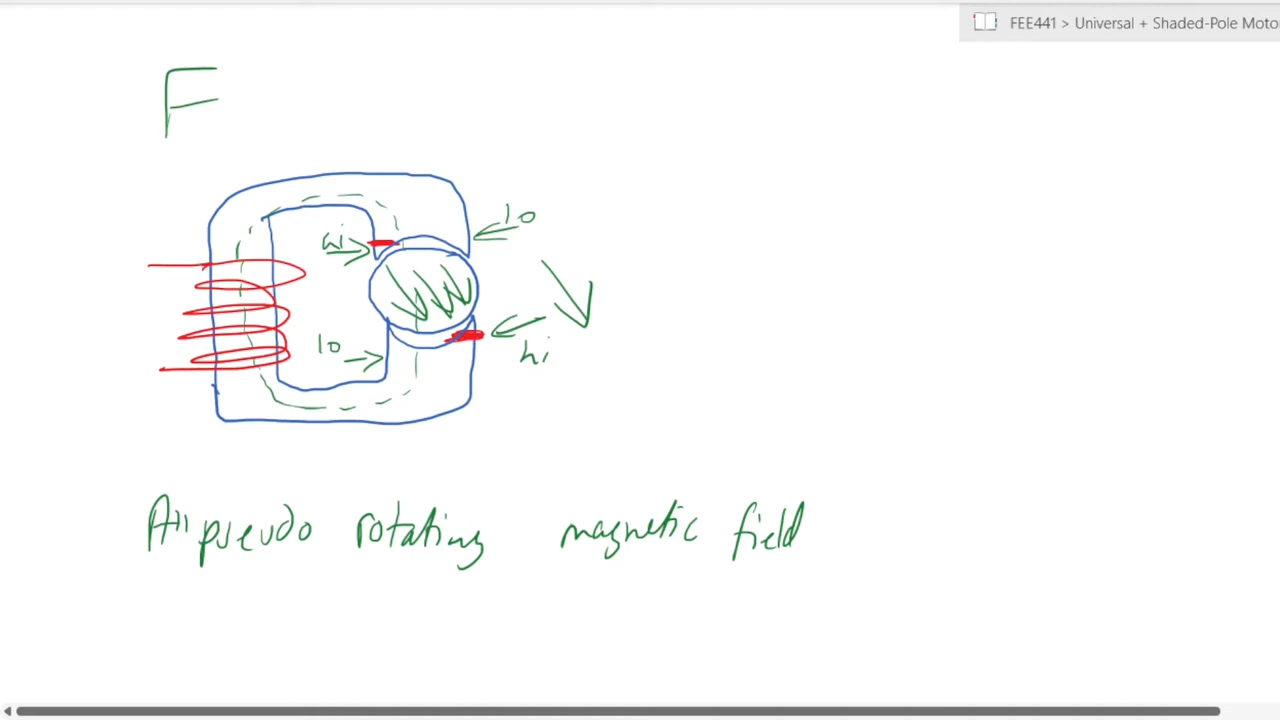 FEE441 > Universal + Shaded-Pole Moto
F
lo
hi
lo
hi
A "pseudo rotating magnetic field